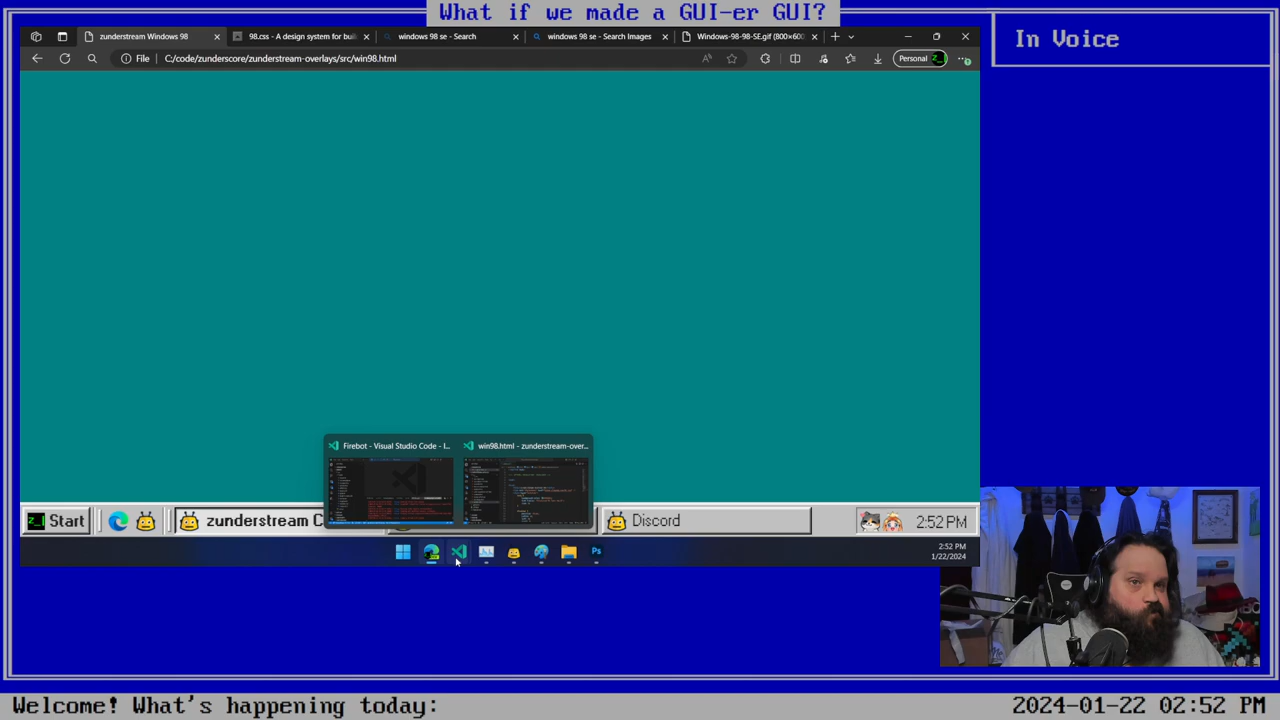 What if we made a GUI-er GUI?
zunderstream Windows 98
98.css - A design system for bui
windows 98 se - Search
windows 98 se - Search Images
Windows-98-98-SE.gif (800×600
In Voice
File
C:/code/zunderscore/zunderstream-overlays/src/win98.html
Personal
Firebot - Visual Studio Code - I...
win98.html - zunderstream-over...
Start
zunderstream C
Discord
2:52 PM
2:52 PM
1/22/2024
Ps
Welcome! What's happening today:
2024-01-22 02:52 PM